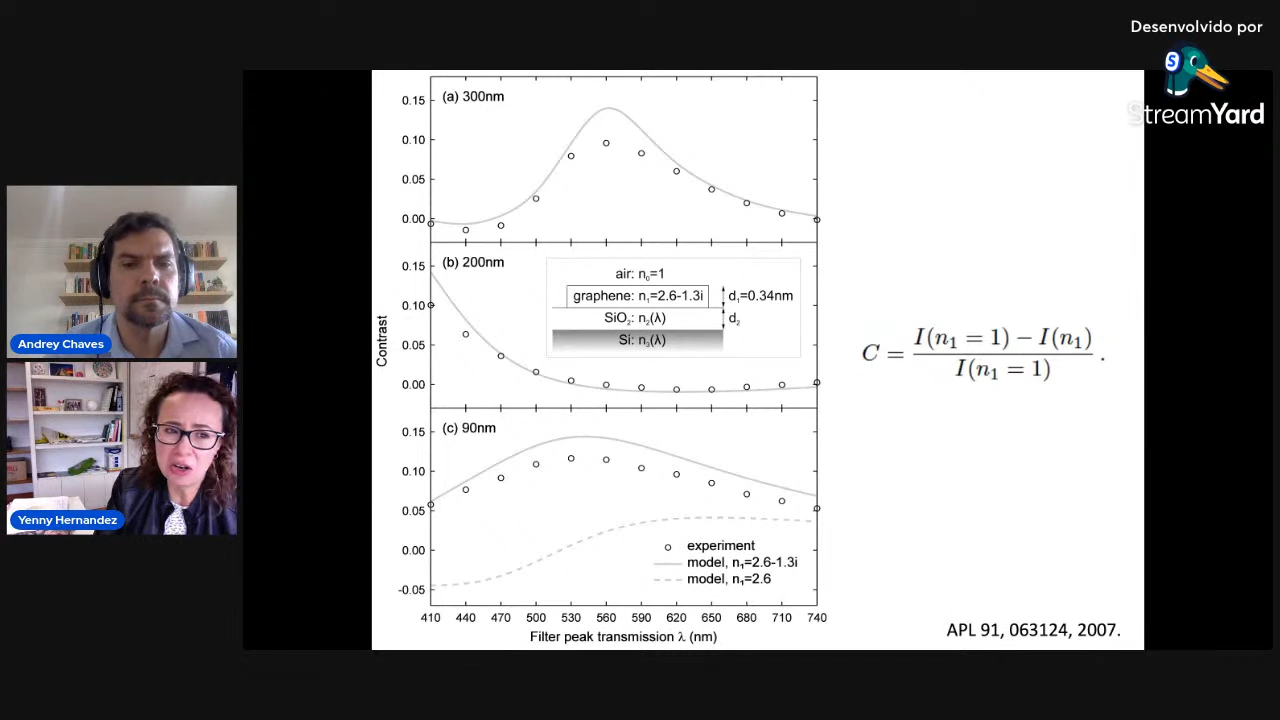 Desenvolvido por
StreamYard
Andrey Chaves
Yenny Hernandez
(a) 300nm
0.15
0.10
0.05
0.00
(b) 200nm
0.15
0.10
0.05
0.00
air: n0=1
graphene: n1=2.6-1.3i
d1=0.34nm
SiO2: n2(λ)
d2
Si: n3(λ)
Contrast
(c) 90nm
0.15
0.10
0.05
0.00
-0.05
experiment
model, n1=2.6-1.3i
model, n1=2.6
410 440 470 500 530 560 590 620 650 680 710 740
Filter peak transmission λ (nm)
C = I(n1 = 1) − I(n1) / I(n1 = 1) .
APL 91, 063124, 2007.